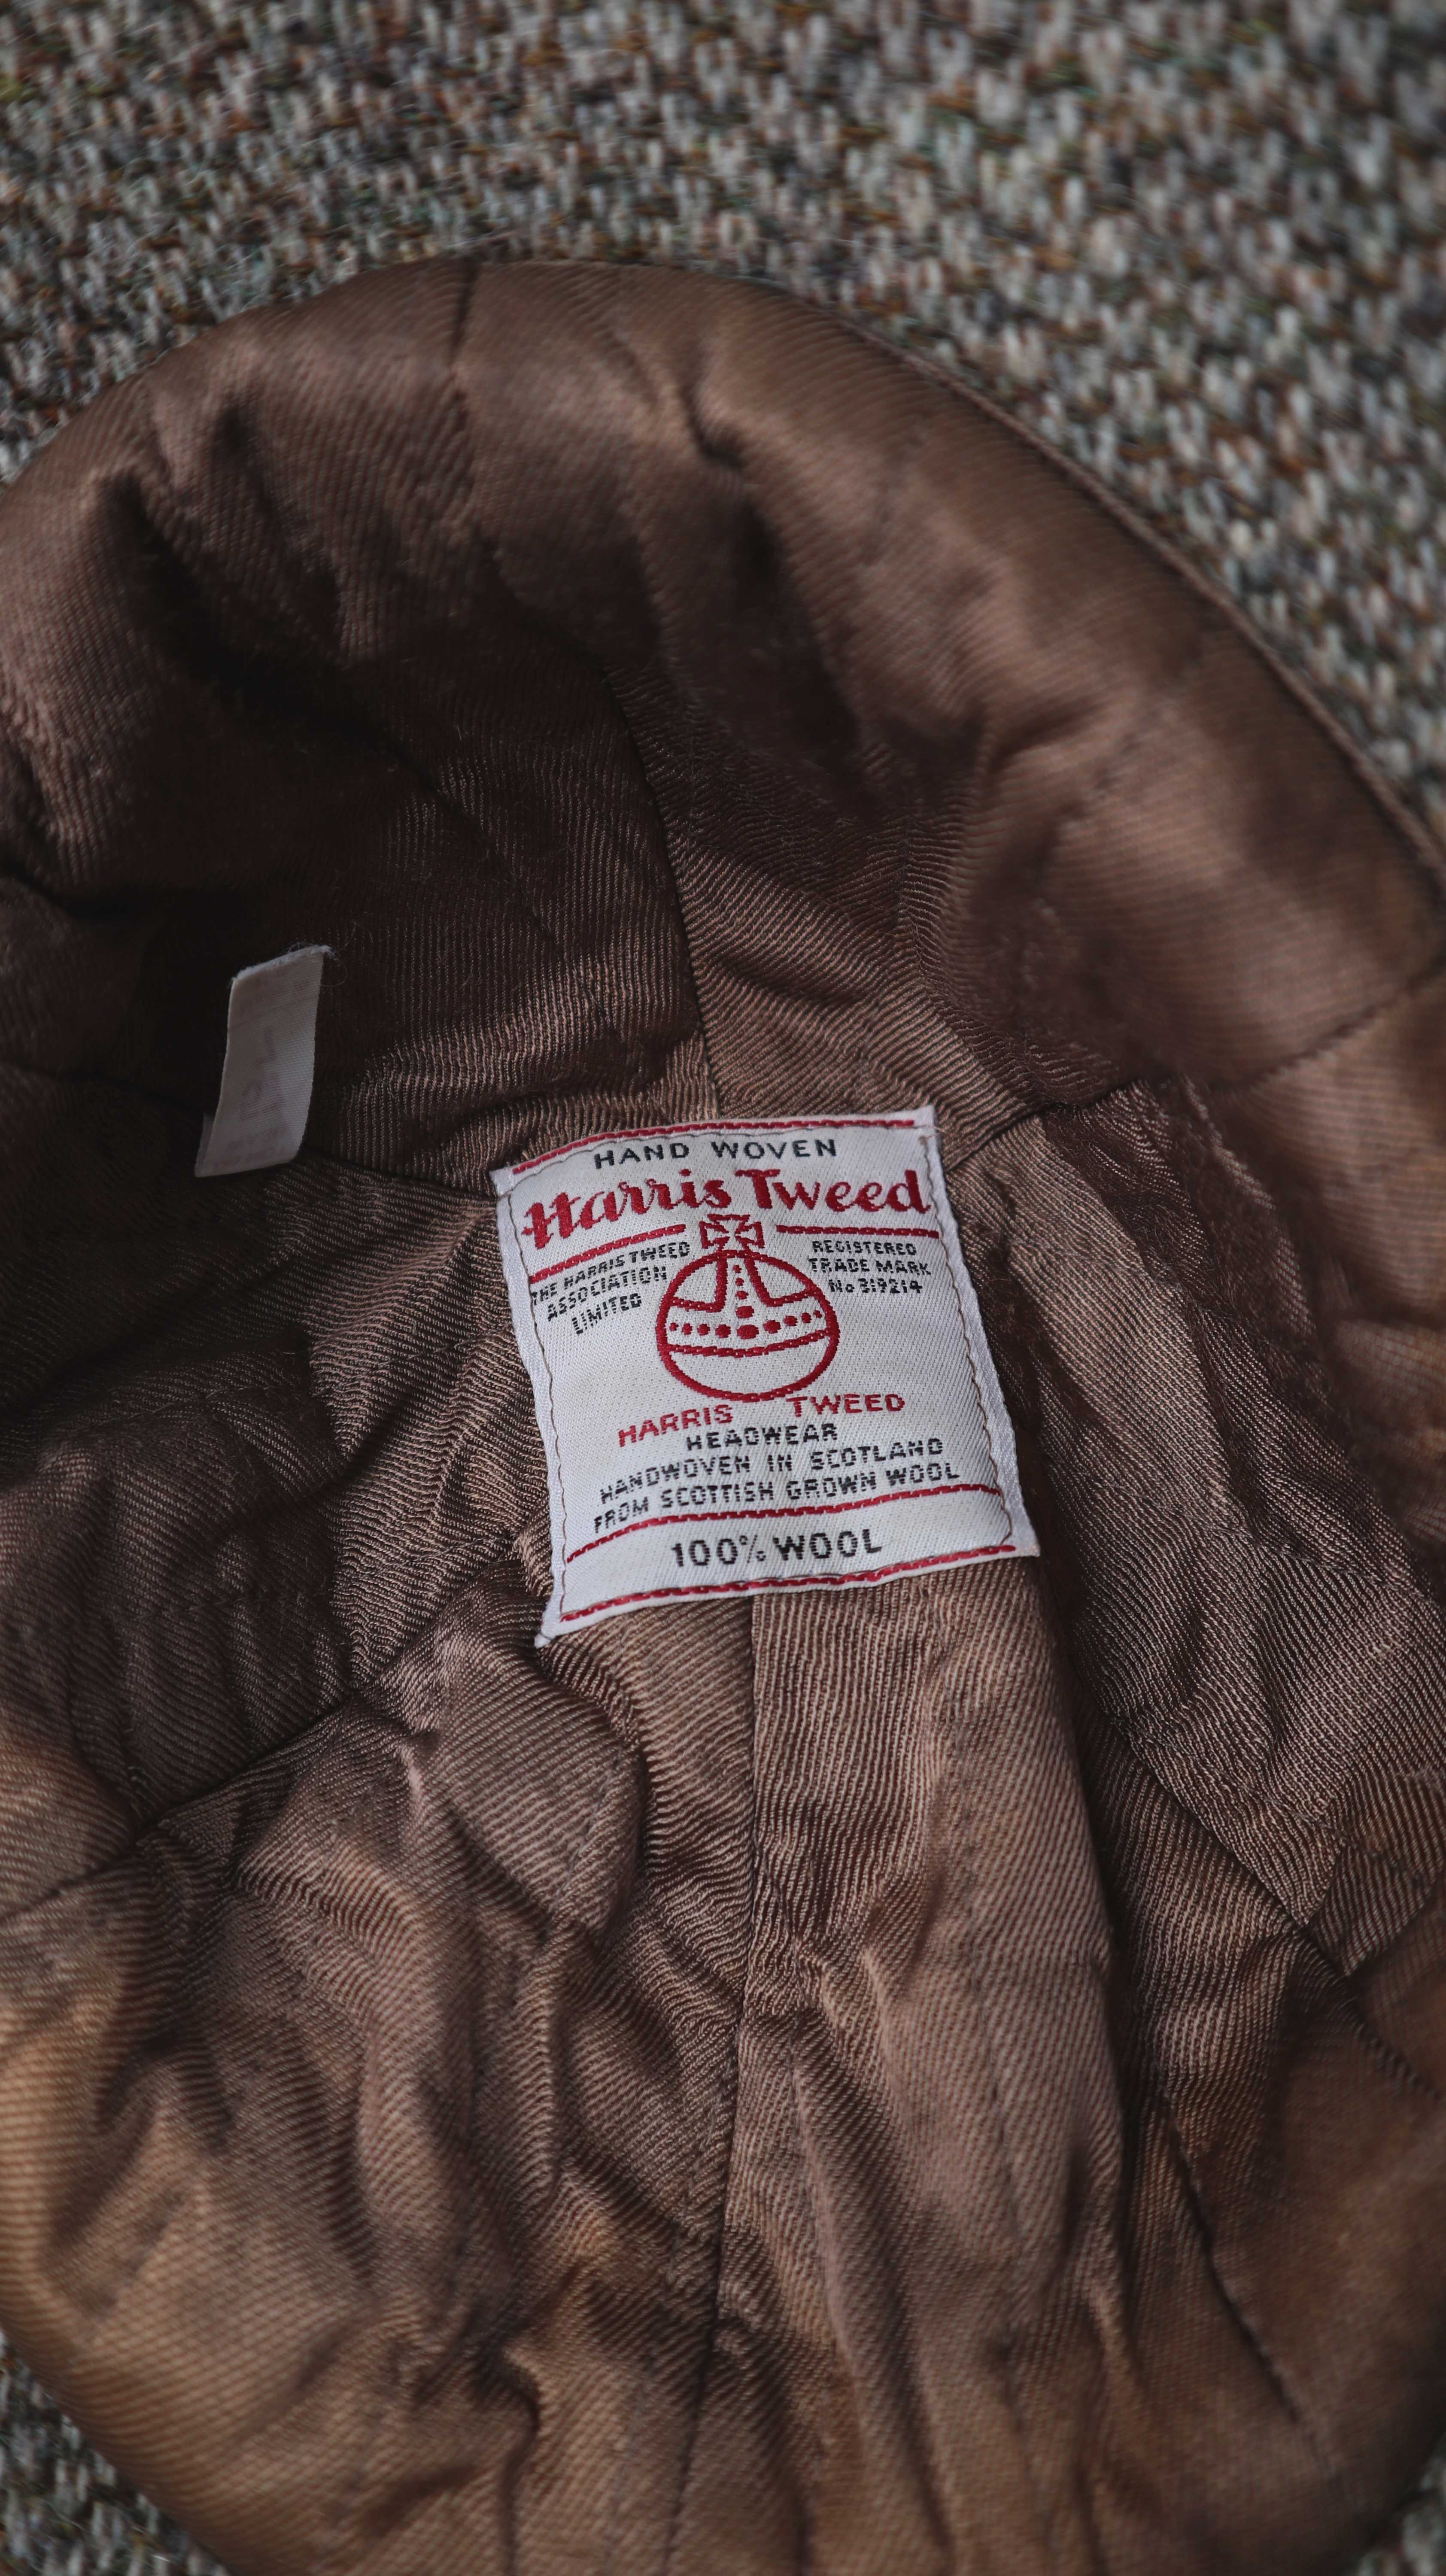 HAND WOVEN
Harris Tweed
THE HARRIS TWEED
ASSOCIATION
LIMITED
REGISTERED
TRADE MARK
No 319214
HARRIS TWEED
HEADWEAR
HANDWOVEN IN SCOTLAND
FROM SCOTTISH GROWN WOOL
100% WOOL